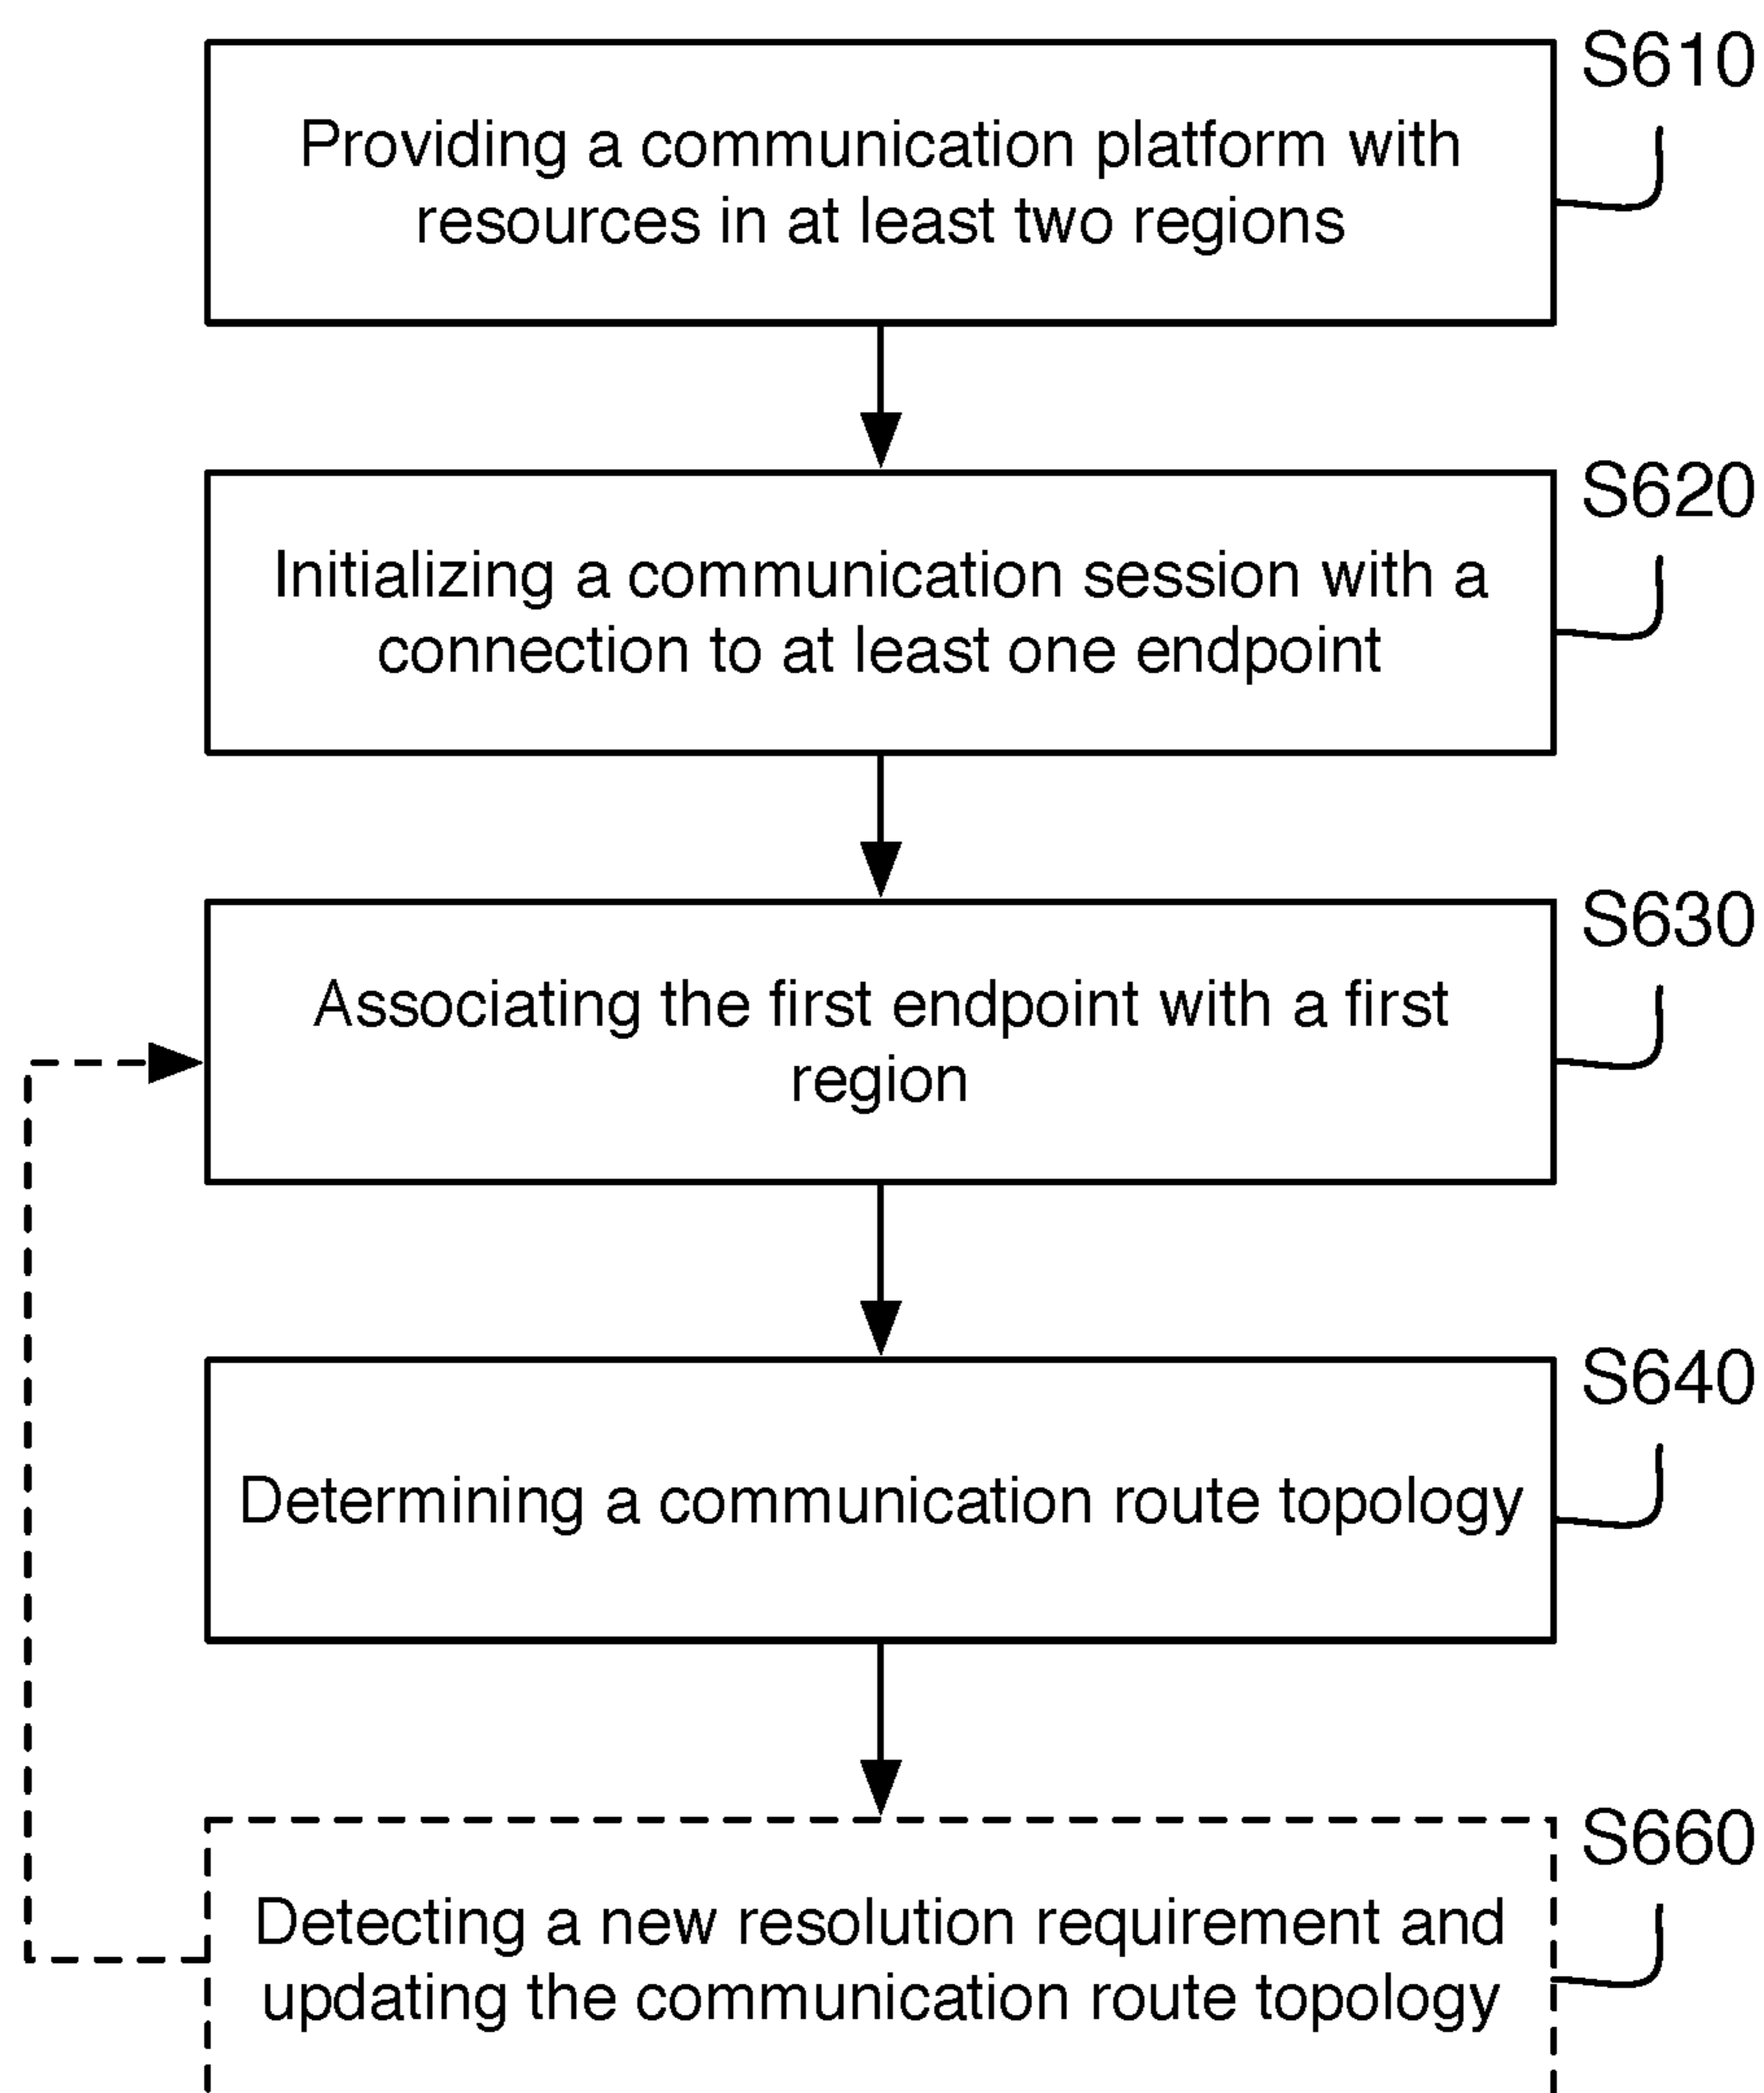 S610
Providing a communication platform with
resources in at least two regions
S620
Initializing a communication session with a
connection to at least one endpoint
S630
Associating the first endpoint with a first
region
S640
Determining a communication route topology
S660
Detecting a new resolution requirement and
updating the communication route topology